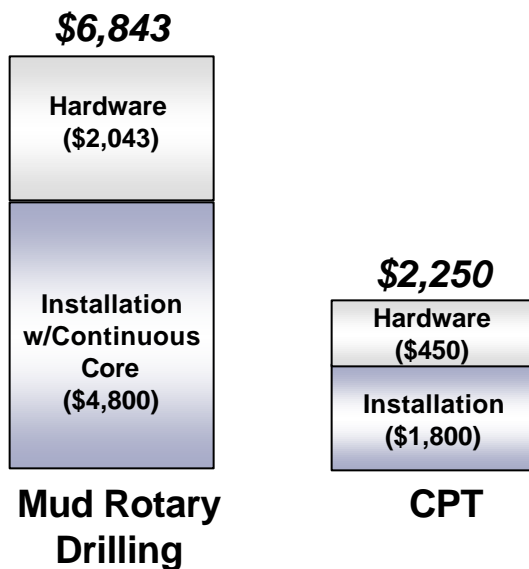 $6,843
Hardware
($2,043)
Installation
w/Continuous
Core
($4,800)
Mud Rotary
Drilling
$2,250
Hardware
($450)
Installation
($1,800)
CPT